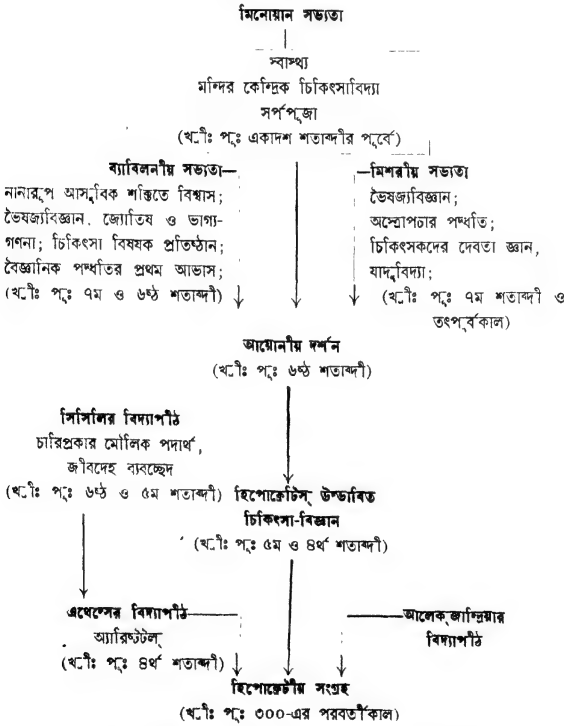 মিনোয়ান সভ্যতা
স্বাস্থ্য
মন্দির কেন্দ্রিক চিকিৎসাবিদ্যা
সর্পপূজা
(খ্রীঃ পূঃ একাদশ শতাব্দীর পূর্বে)
ব্যাবিলনীয় সভ্যতা
নানারূপ আসুরিক শক্তিতে বিশ্বাস;
ভৈষজ্যবিজ্ঞান, জ্যোতিষ ও ভাগ্য-
গণনা; চিকিৎসা বিষয়ক প্রতিষ্ঠান;
বৈজ্ঞানিক পদ্ধতির প্রথম আভাস;
(খ্রীঃ পূঃ ৭ম ও ৬ষ্ঠ শতাব্দী)
মিশরীয় সভ্যতা
ভৈষজ্যবিজ্ঞান;
অস্ত্রোপচার পদ্ধতি;
চিকিৎসকদের দেবতা জ্ঞান,
যাদুবিদ্যা;
(খ্রীঃ পূঃ ৭ম শতাব্দী ও
তৎপূর্বকাল)
আয়োনীয় দর্শন
(খ্রীঃ পূঃ ৬ষ্ঠ শতাব্দী)
সিসিলির বিদ্যাপীঠ
চারিপ্রকার মৌলিক পদার্থ,
জীবদেহ ব্যবচ্ছেদ
(খ্রীঃ পূঃ ৬ষ্ঠ ও ৫ম শতাব্দী)
হিপোক্রেটিস্ উদ্ভাবিত
চিকিৎসা-বিজ্ঞান
(খ্রীঃ পূঃ ৫ম ও ৪র্থ শতাব্দী)
এথেন্সের বিদ্যাপীঠ
অ্যারিষ্টটল্
(খ্রীঃ পূঃ ৪র্থ শতাব্দী)
আলেক্‌জান্দ্রিয়ার
বিদ্যাপীঠ
হিপোক্রেটীয় সংগ্রহ
(খ্রীঃ পূঃ ৩০০-এর পরবর্তীকাল)